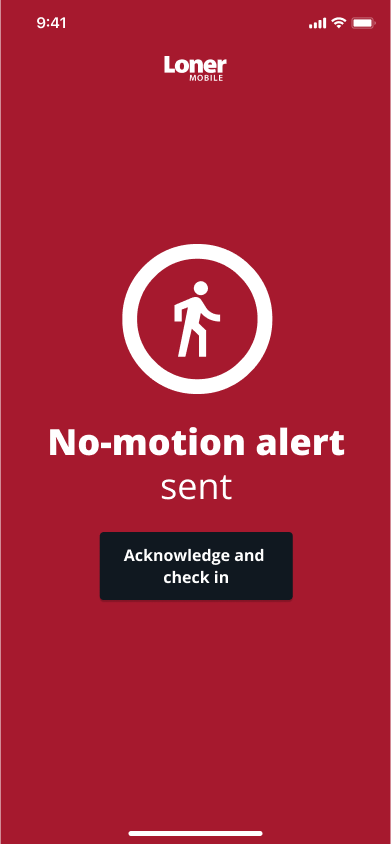 9:41
Loner
MOBILE
No-motion alert
sent
Acknowledge and
check in